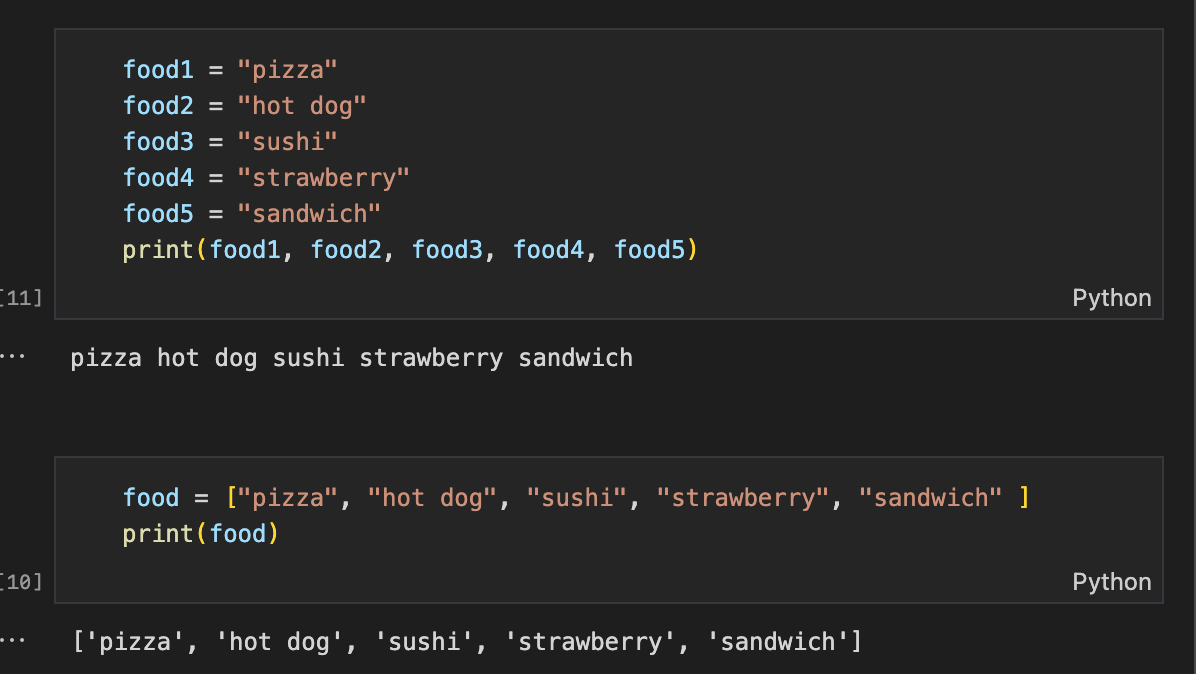 food1 = "pizza"
food2 = "hot dog"
food3 = "sushi"
food4 = "strawberry"
food5 = "sandwich"
print(food1, food2, food3, food4, food5)
[11]
Python
... pizza hot dog sushi strawberry sandwich
food = ["pizza", "hot dog", "sushi", "strawberry", "sandwich" ]
print(food)
[10]
Python
... ['pizza', 'hot dog', 'sushi', 'strawberry', 'sandwich']